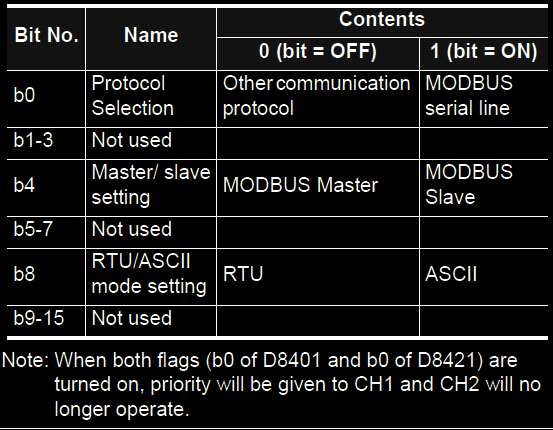 Bit No. Name Contents
0 (bit = OFF) 1 (bit = ON)
b0 Protocol Selection Other communication protocol MODBUS serial line
b1-3 Not used
b4 Master/ slave setting MODBUS Master MODBUS Slave
b5-7 Not used
b8 RTU/ASCII mode setting RTU ASCII
b9-15 Not used
Note: When both flags (b0 of D8401 and b0 of D8421) are
turned on, priority will be given to CH1 and CH2 will no
longer operate.